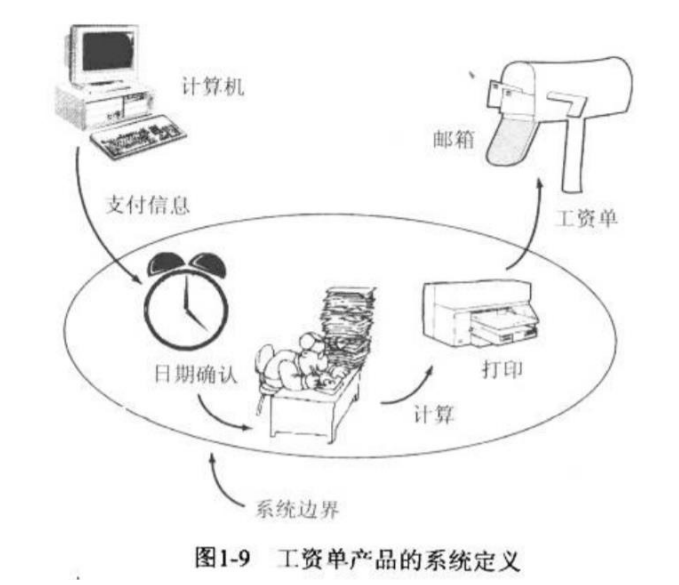 计算机
邮箱
支付信息
工资单
日期确认
打印
计算
系统边界
图1-9 工资单产品的系统定义